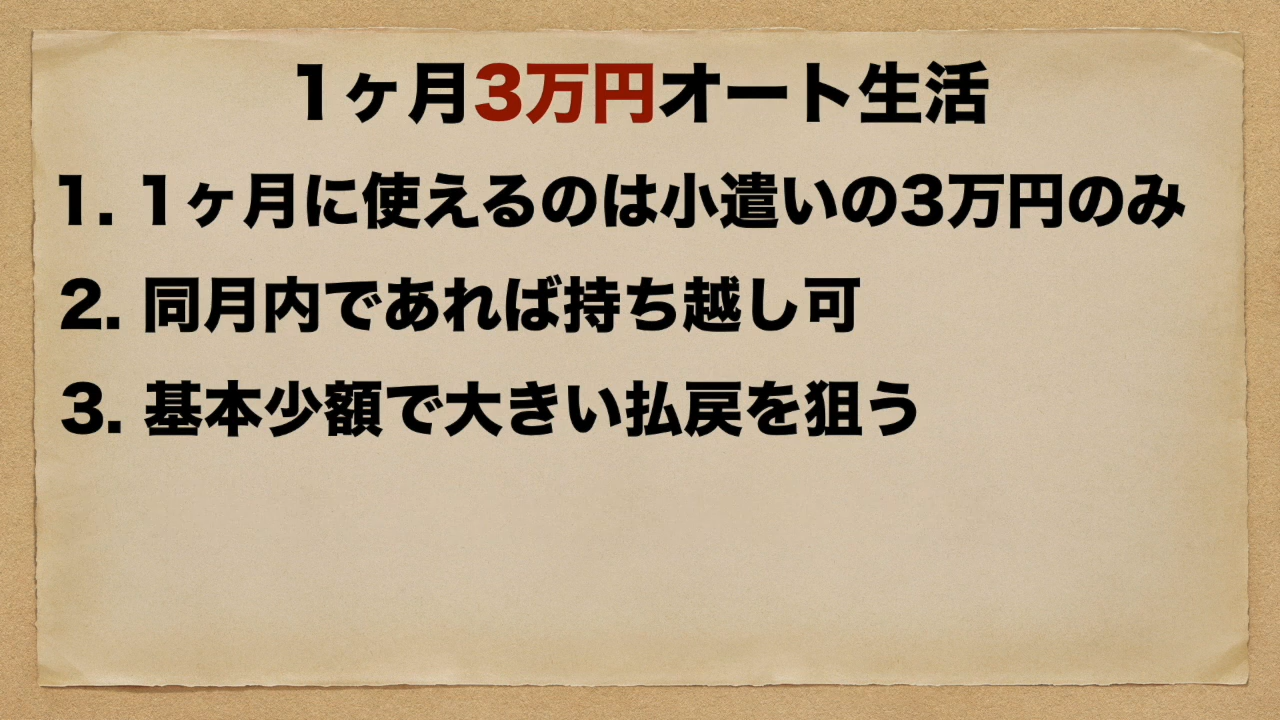 1ヶ月3万円オート生活
1. 1ヶ月に使えるのは小遣いの3万円のみ
2. 同月内であれば持ち越し可
3. 基本少額で大きい払戻を狙う